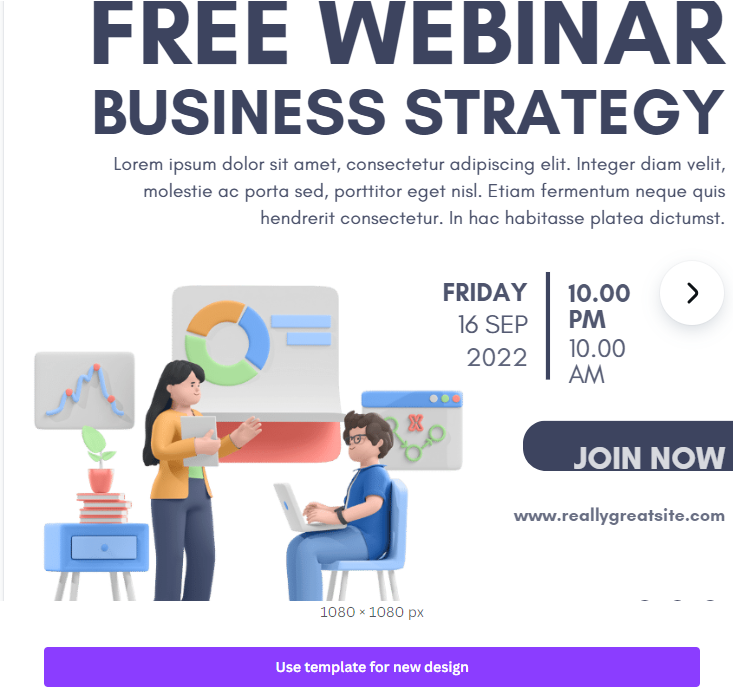 FREE WEBINAR
BUSINESS STRATEGY
Lorem ipsum dolor sit amet, consectetur adipiscing elit. Integer diam velit,
molestie ac porta sed, porttitor eget nisl. Etiam fermentum neque quis
hendrerit consectetur. In hac habitasse platea dictumst.
FRIDAY
16 SEP
2022
10.00
PM
10.00
AM
JOIN NOW
www.reallygreatsite.com
1080 × 1080 px
Use template for new design